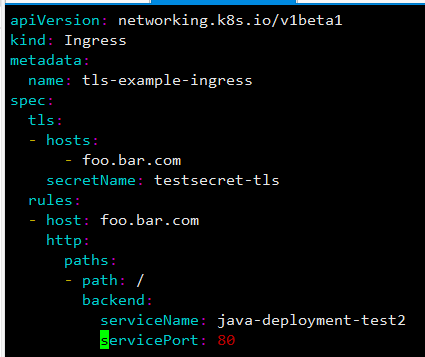 apiVersion: networking.k8s.io/v1beta1
kind: Ingress
metadata:
  name: tls-example-ingress
spec:
  tls:
  - hosts:
      - foo.bar.com
    secretName: testsecret-tls
  rules:
  - host: foo.bar.com
    http:
      paths:
      - path: /
        backend:
          serviceName: java-deployment-test2
          servicePort: 80